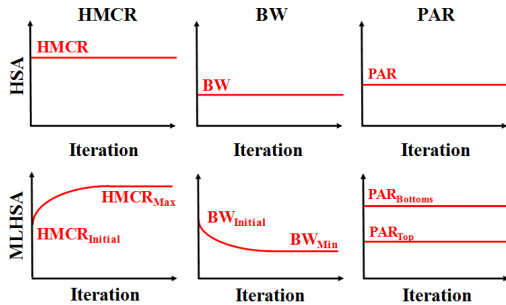 HMCR BW PAR
HSA
HMCR
BW
PAR
Iteration Iteration Iteration
MLHSA
HMCRInitial
HMCRMax
BWInitial
BWMin
PARBottoms
PARTop
Iteration Iteration Iteration